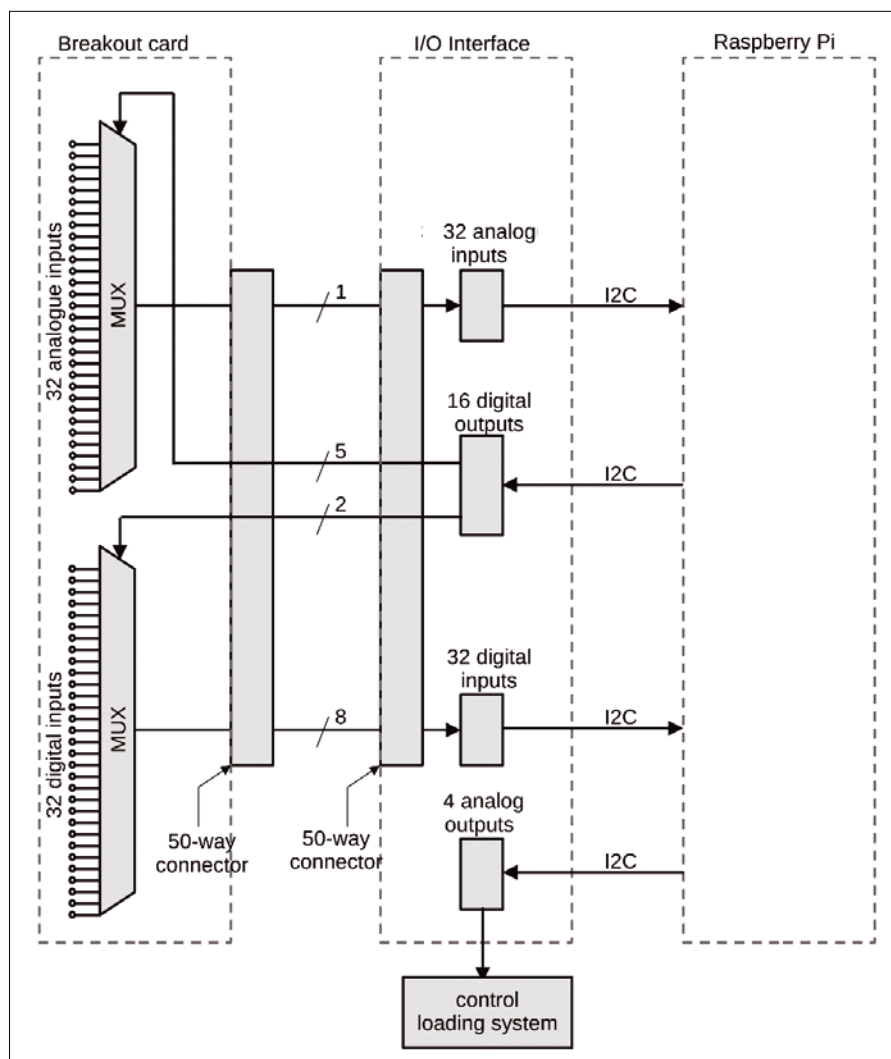 Breakout card
I/O Interface
Raspberry Pi
32 analogue inputs
MUX
32 analog
inputs
1
I2C
16 digital
outputs
5
I2C
2
32 digital inputs
MUX
32 digital
inputs
8
I2C
50-way
connector
50-way
connector
4 analog
outputs
I2C
control
loading system